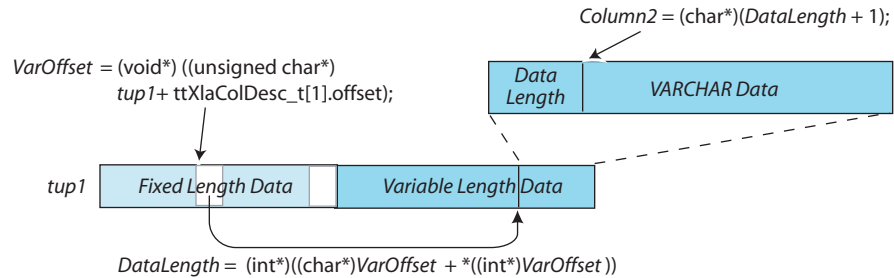 Column2 = (char*)(DataLength + 1);
VarOffset = (void*) ((unsigned char*)
tup1+ ttXlaColDesc_t[1].offset);
Data
Length
VARCHAR Data
tup1
Fixed Length Data
Variable Length Data
DataLength = (int*)((char*)VarOffset + *((int*)VarOffset))